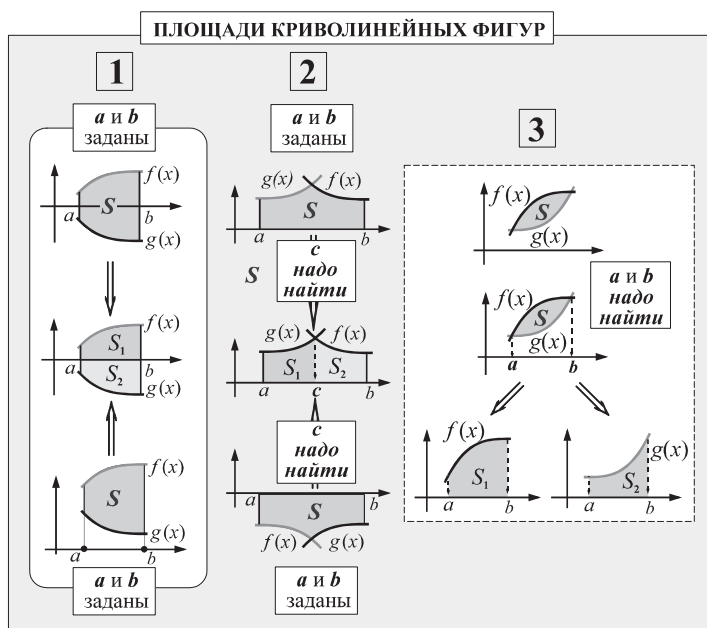 ПЛОЩАДИ КРИВОЛИНЕЙНЫХ ФИГУР
1
a и b
заданы
f(x)
a
S
b
g(x)
f(x)
S₁
a
S₂
b
g(x)
f(x)
S
g(x)
a
b
a и b
заданы
2
a и b
заданы
g(x)
f(x)
S
a
b
S
c
надо
найти
g(x)
f(x)
S₁
S₂
a
c
b
c
надо
найти
S
f(x)
g(x)
a и b
заданы
3
f(x)
S
g(x)
a и b
надо
найти
f(x)
S
g(x)
a
b
f(x)
S₁
a
b
g(x)
S₂
a
b